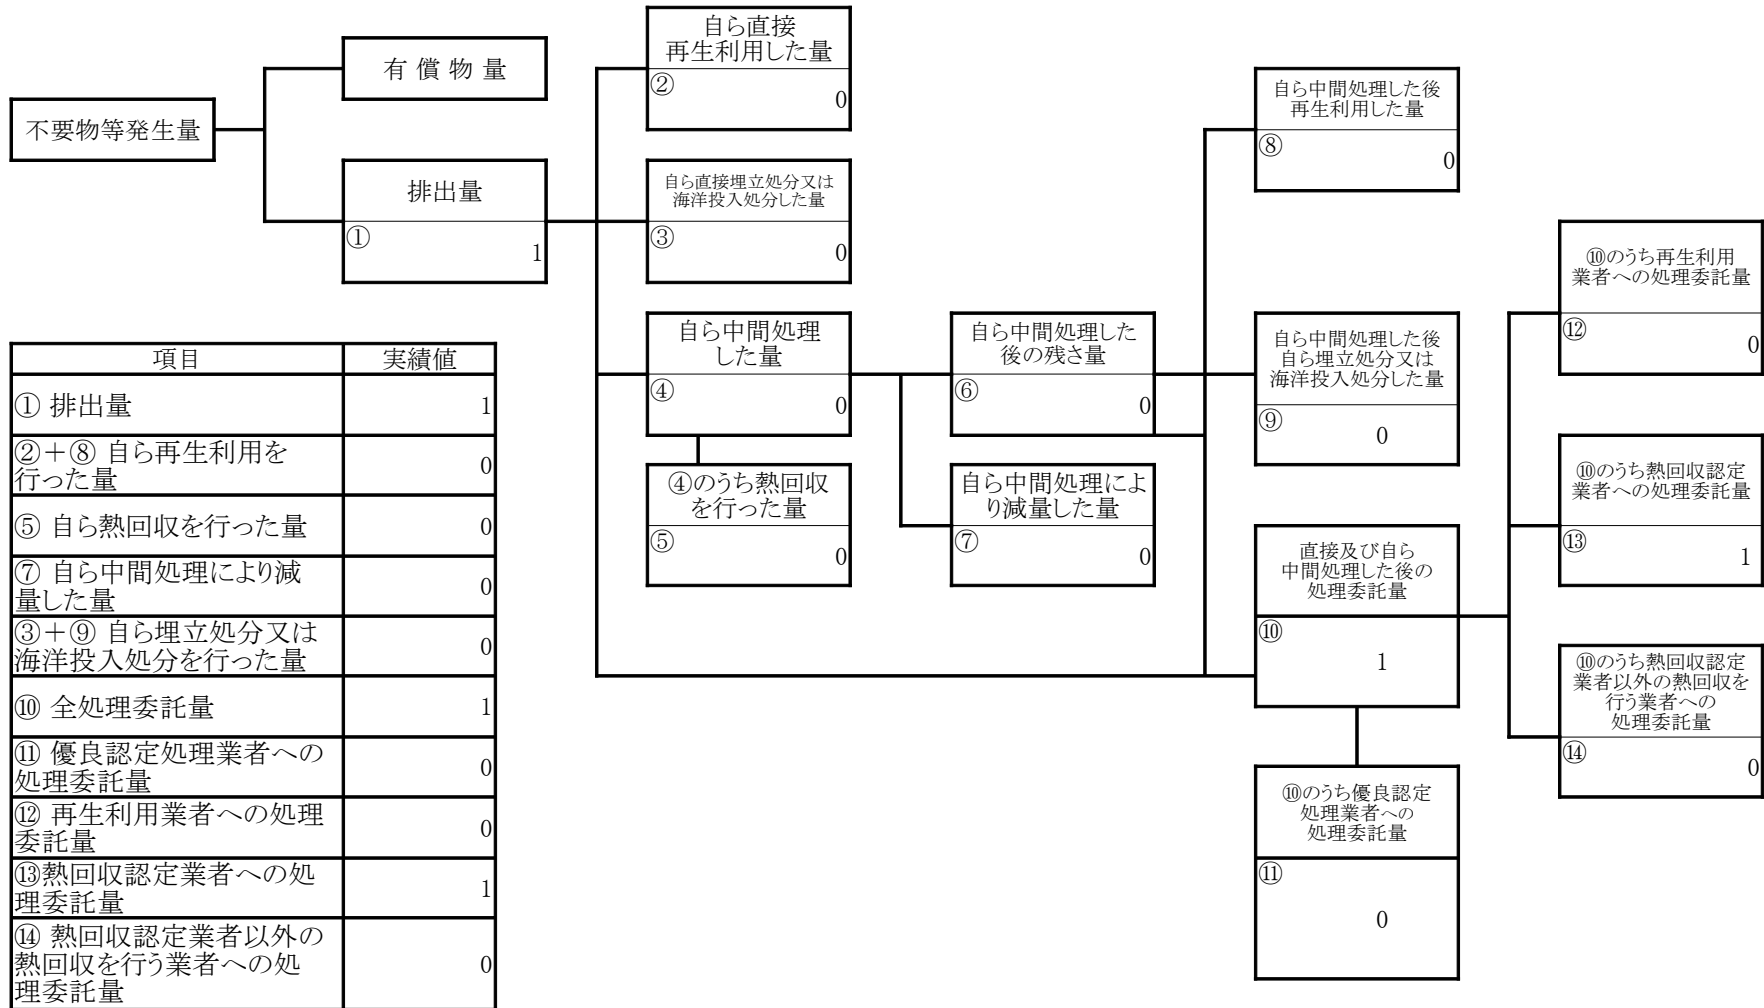 自ら直接
再生利用した量
②
0
有償物量
不要物等発生量
排出量
①
1
自ら直接埋立処分又は
海洋投入処分した量
③
0
自ら中間処理した後
再生利用した量
⑧
0
⑩のうち再生利用
業者への処理委託量
⑫
0
自ら中間処理
した量
④
0
自ら中間処理した
後の残さ量
⑥
0
自ら中間処理した後
自ら埋立処分又は
海洋投入処分した量
⑨
0
④のうち熱回収
を行った量
⑤
0
自ら中間処理によ
り減量した量
⑦
0
⑩のうち熱回収認定
業者への処理委託量
⑬
1
直接及び自ら
中間処理した後の
処理委託量
⑩
1
⑩のうち熱回収認定
業者以外の熱回収を
行う業者への
処理委託量
⑭
0
⑩のうち優良認定
処理業者への
処理委託量
⑪
0
項目 実績値
① 排出量 1
②+⑧ 自ら再生利用を
行った量 0
⑤ 自ら熱回収を行った量 0
⑦ 自ら中間処理により減
量した量 0
③+⑨ 自ら埋立処分又は
海洋投入処分を行った量 0
⑩ 全処理委託量 1
⑪ 優良認定処理業者への
処理委託量 0
⑫ 再生利用業者への処理
委託量 0
⑬熱回収認定業者への処
理委託量 1
⑭ 熱回収認定業者以外の
熱回収を行う業者への処
理委託量 0